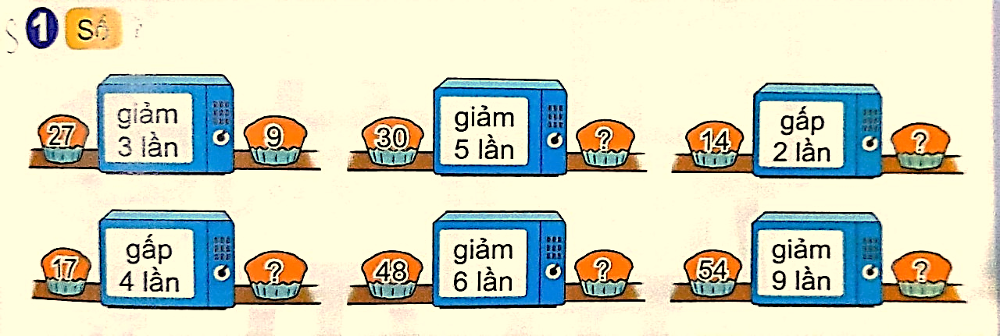 1 Số ?
27 giảm 3 lần 9
30 giảm 5 lần ?
14 gấp 2 lần ?
17 gấp 4 lần ?
48 giảm 6 lần ?
54 giảm 9 lần ?